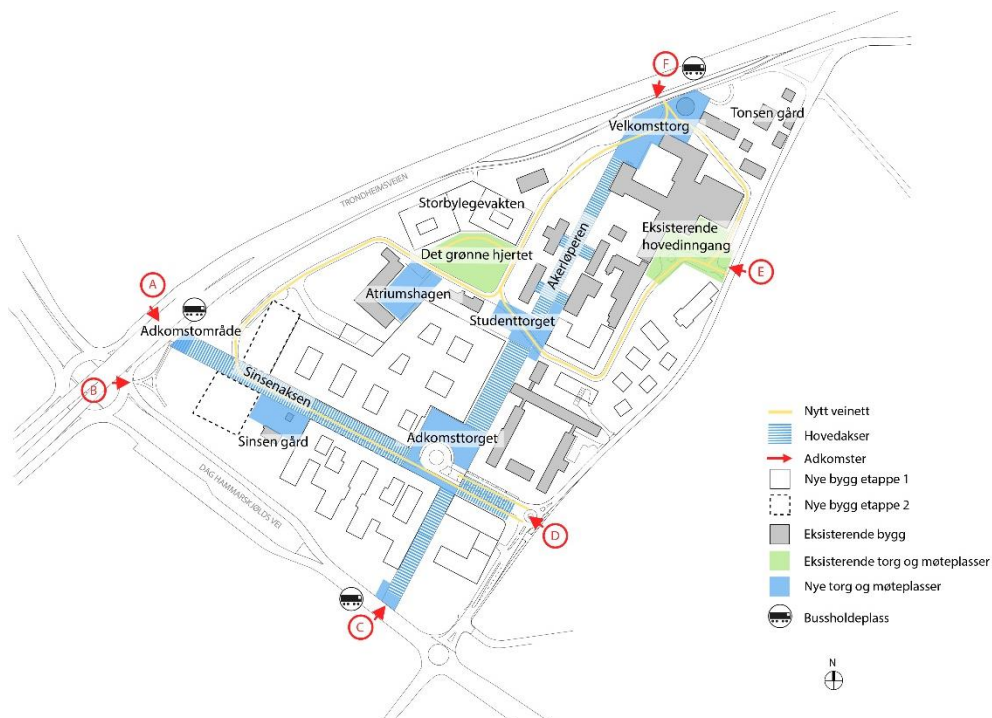 F
Velkomsttorg
Tonsen gård
TRONDHEIMSVEIEN
Storbylegevakten
Eksisterende
hovedinngang
Det grønne hjertet
Akerløperen
E
A
Atriumshagen
Studenttorget
Adkomstområde
B
Sinsenaksen
Adkomsttorget
Sinsen gård
DAG HAMMARSKJØLDS VEI
D
C
Nytt veinett
Hovedakser
Adkomster
Nye bygg etappe 1
Nye bygg etappe 2
Eksisterende bygg
Eksisterende torg og møteplasser
Nye torg og møteplasser
Bussholdeplass
N